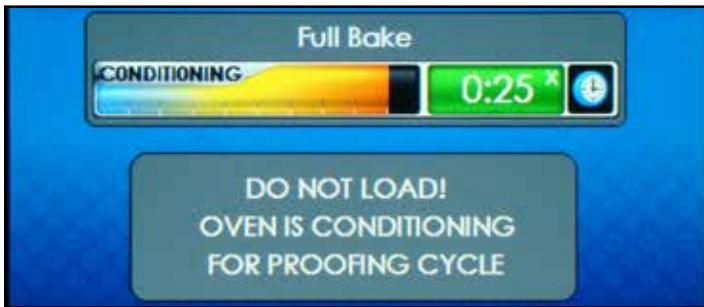 Full Bake
CONDITIONING
0:25 x
DO NOT LOAD!
OVEN IS CONDITIONING
FOR PROOFING CYCLE